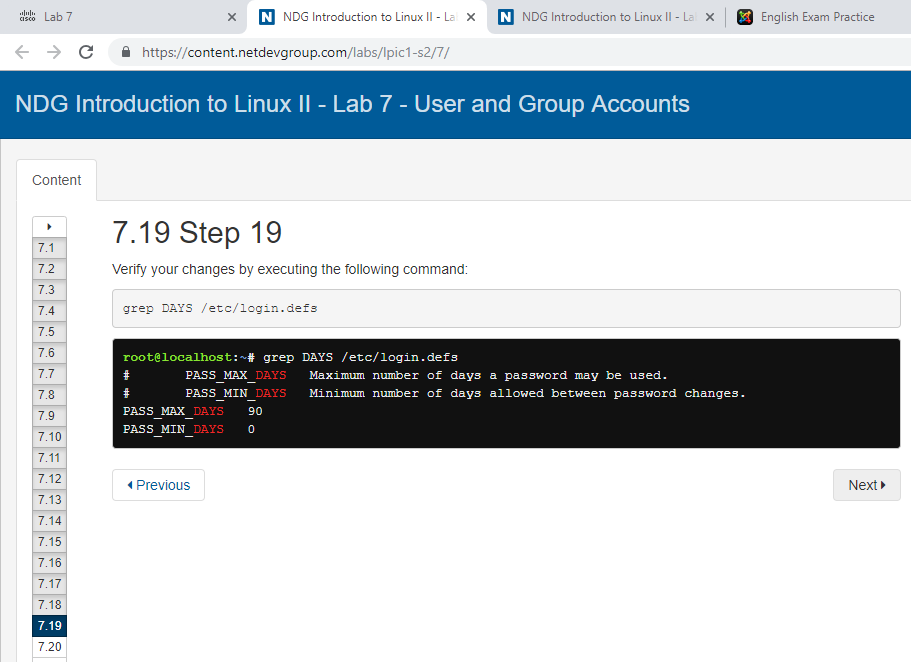 Lab 7
NDG Introduction to Linux II - La
NDG Introduction to Linux II - La
English Exam Practice
https://content.netdevgroup.com/labs/lpic1-s2/7/
NDG Introduction to Linux II - Lab 7 - User and Group Accounts
Content
7.1
7.2
7.3
7.4
7.5
7.6
7.7
7.8
7.9
7.10
7.11
7.12
7.13
7.14
7.15
7.16
7.17
7.18
7.19
7.20
7.19 Step 19
Verify your changes by executing the following command:
grep DAYS /etc/login.defs
root@localhost:~# grep DAYS /etc/login.defs
#       PASS_MAX_DAYS   Maximum number of days a password may be used.
#       PASS_MIN_DAYS   Minimum number of days allowed between password changes.
PASS_MAX_DAYS   90
PASS_MIN_DAYS   0
Previous
Next